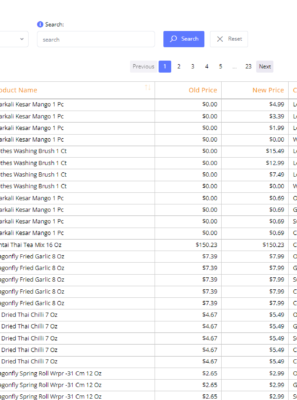 Search:
search
Search
Reset
Previous 1 2 3 4 5 ... 23 Next
oduct Name Old Price New Price C
arkali Kesar Mango 1 Pc $0.00 $4.99
arkali Kesar Mango 1 Pc $0.00 $3.39
arkali Kesar Mango 1 Pc $0.00 $1.99
arkali Kesar Mango 1 Pc $0.00 $0.00
thes Washing Brush 1 Ct $0.00 $15.49
thes Washing Brush 1 Ct $0.00 $12.99
thes Washing Brush 1 Ct $0.00 $7.49
thes Washing Brush 1 Ct $0.00 $0.00
arkali Kesar Mango 1 Pc $0.00 $0.69
arkali Kesar Mango 1 Pc $0.00 $0.69
arkali Kesar Mango 1 Pc $0.00 $0.69
arkali Kesar Mango 1 Pc $0.00 $0.69
ntal Thai Tea Mix 16 Oz $150.23 $150.23
agonfly Fried Garlic 8 Oz $7.39 $7.99
agonfly Fried Garlic 8 Oz $7.39 $7.99
agonfly Fried Garlic 8 Oz $7.39 $7.99
agonfly Fried Garlic 8 Oz $7.39 $7.99
agonfly Fried Garlic 8 Oz $7.39 $7.99
Dried Thai Chilli 7 Oz $4.67 $5.49
Dried Thai Chilli 7 Oz $4.67 $5.49
Dried Thai Chilli 7 Oz $4.67 $5.49
Dried Thai Chilli 7 Oz $4.67 $5.49
Dried Thai Chilli 7 Oz $4.67 $5.49
agonfly Spring Roll Wrpr -31 Cm 12 Oz $2.65 $2.99
agonfly Spring Roll Wrpr -31 Cm 12 Oz $2.65 $2.99
agonfly Spring Roll Wrpr -31 Cm 12 Oz $2.65 $2.99